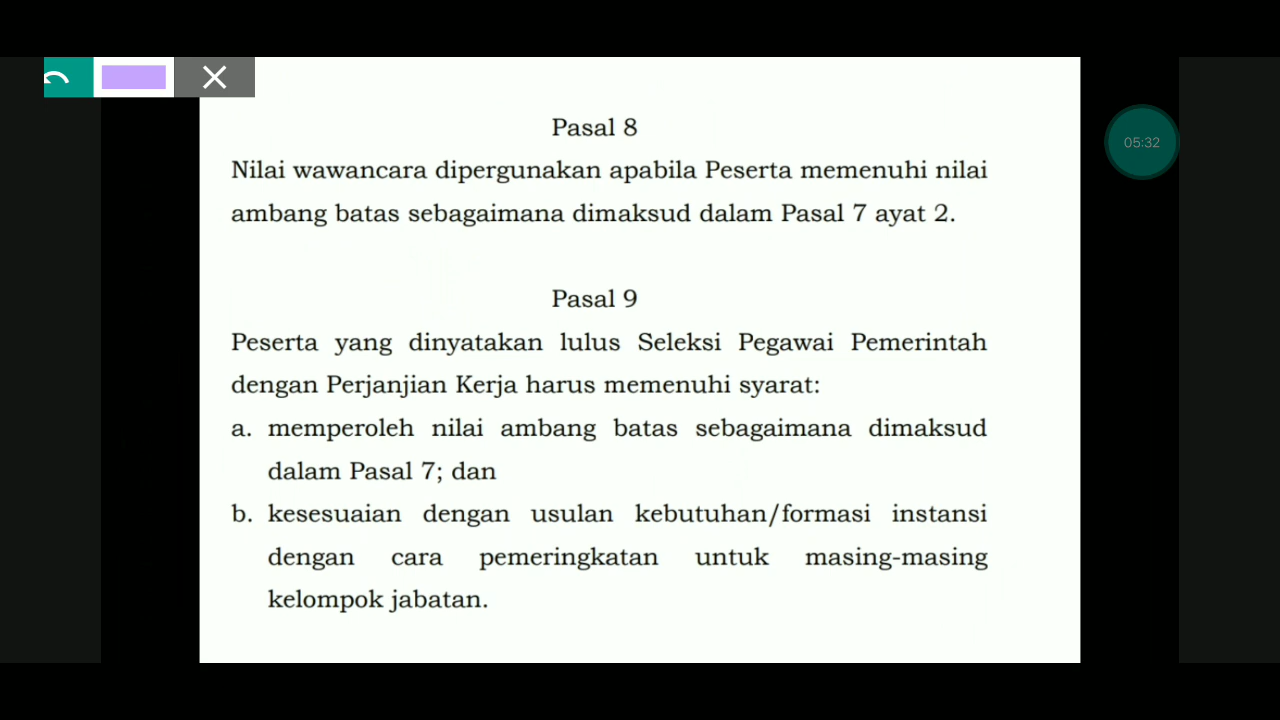 05:32
Pasal 8
Nilai wawancara dipergunakan apabila Peserta memenuhi nilai
ambang batas sebagaimana dimaksud dalam Pasal 7 ayat 2.
Pasal 9
Peserta yang dinyatakan lulus Seleksi Pegawai Pemerintah
dengan Perjanjian Kerja harus memenuhi syarat:
a. memperoleh nilai ambang batas sebagaimana dimaksud
dalam Pasal 7; dan
b. kesesuaian dengan usulan kebutuhan/formasi instansi
dengan cara pemeringkatan untuk masing-masing
kelompok jabatan.